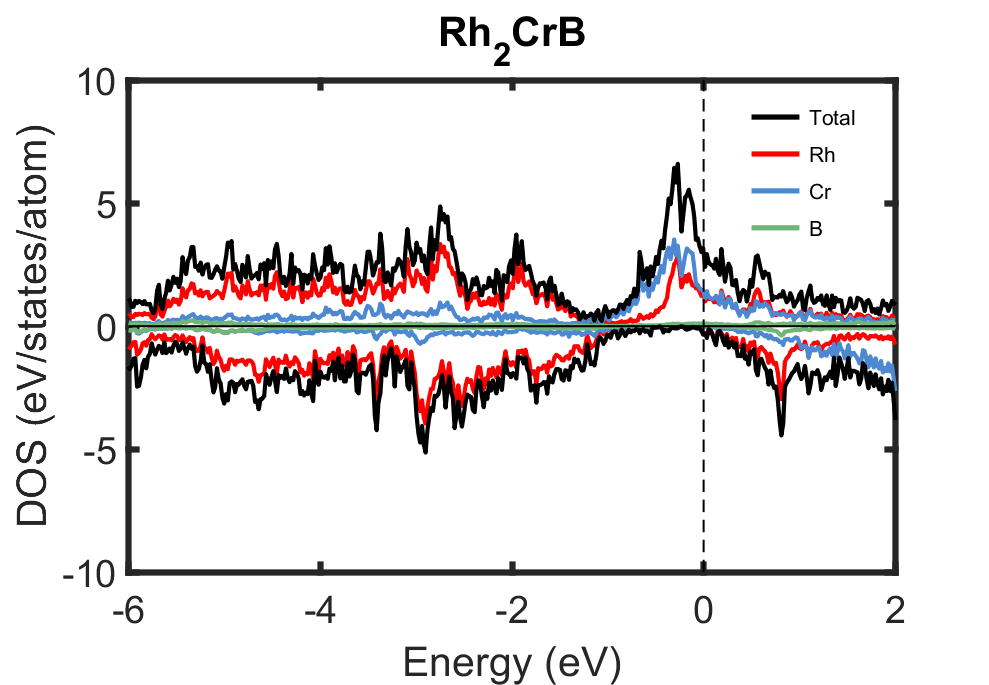 Rh2CrB
10
5
0
-5
-10
DOS (eV/states/atom)
Total
Rh
Cr
B
-6
-4
-2
0
2
Energy (eV)